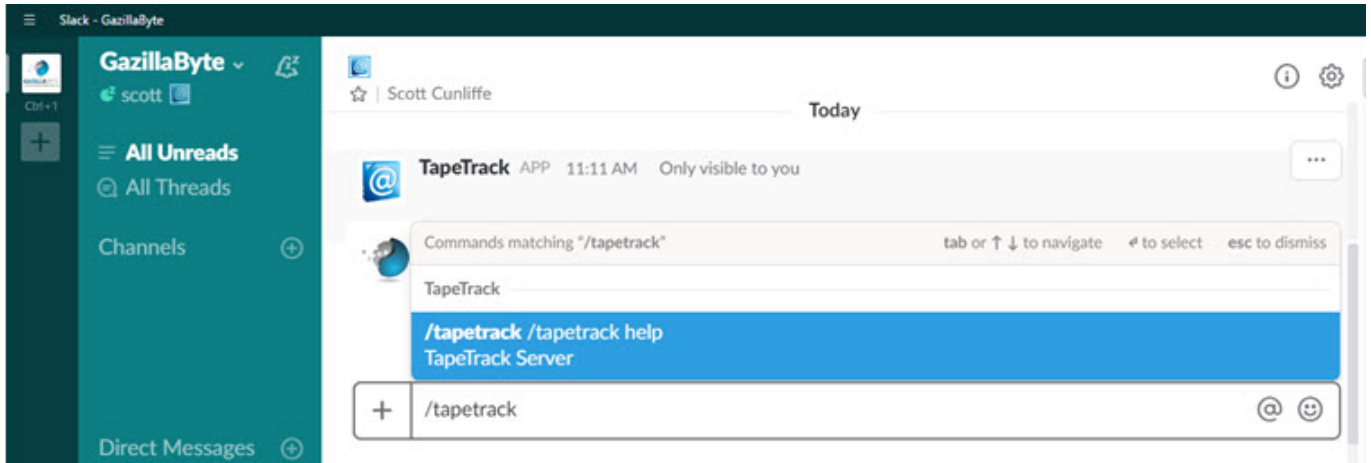 Slack - GazillaByte
GazillaByte
scott
Ctrl+1
All Unreads
All Threads
Channels
Direct Messages
Scott Cunliffe
Today
TapeTrack APP 11:11 AM Only visible to you
Commands matching "/tapetrack" tab or ↑ ↓ to navigate ↵ to select esc to dismiss
TapeTrack
/tapetrack /tapetrack help
TapeTrack Server
/tapetrack